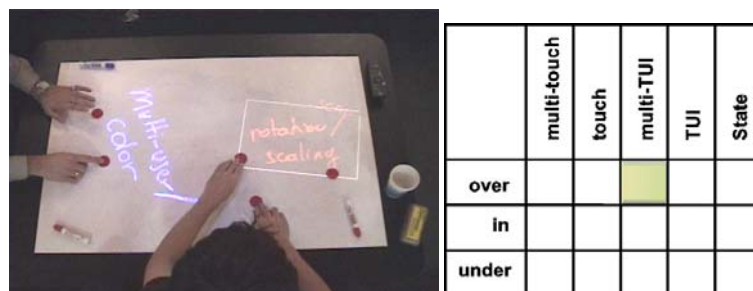 Multi-user/
color
rotation/
scaling
multi-touch
touch
multi-TUI
TUI
State
over
in
under